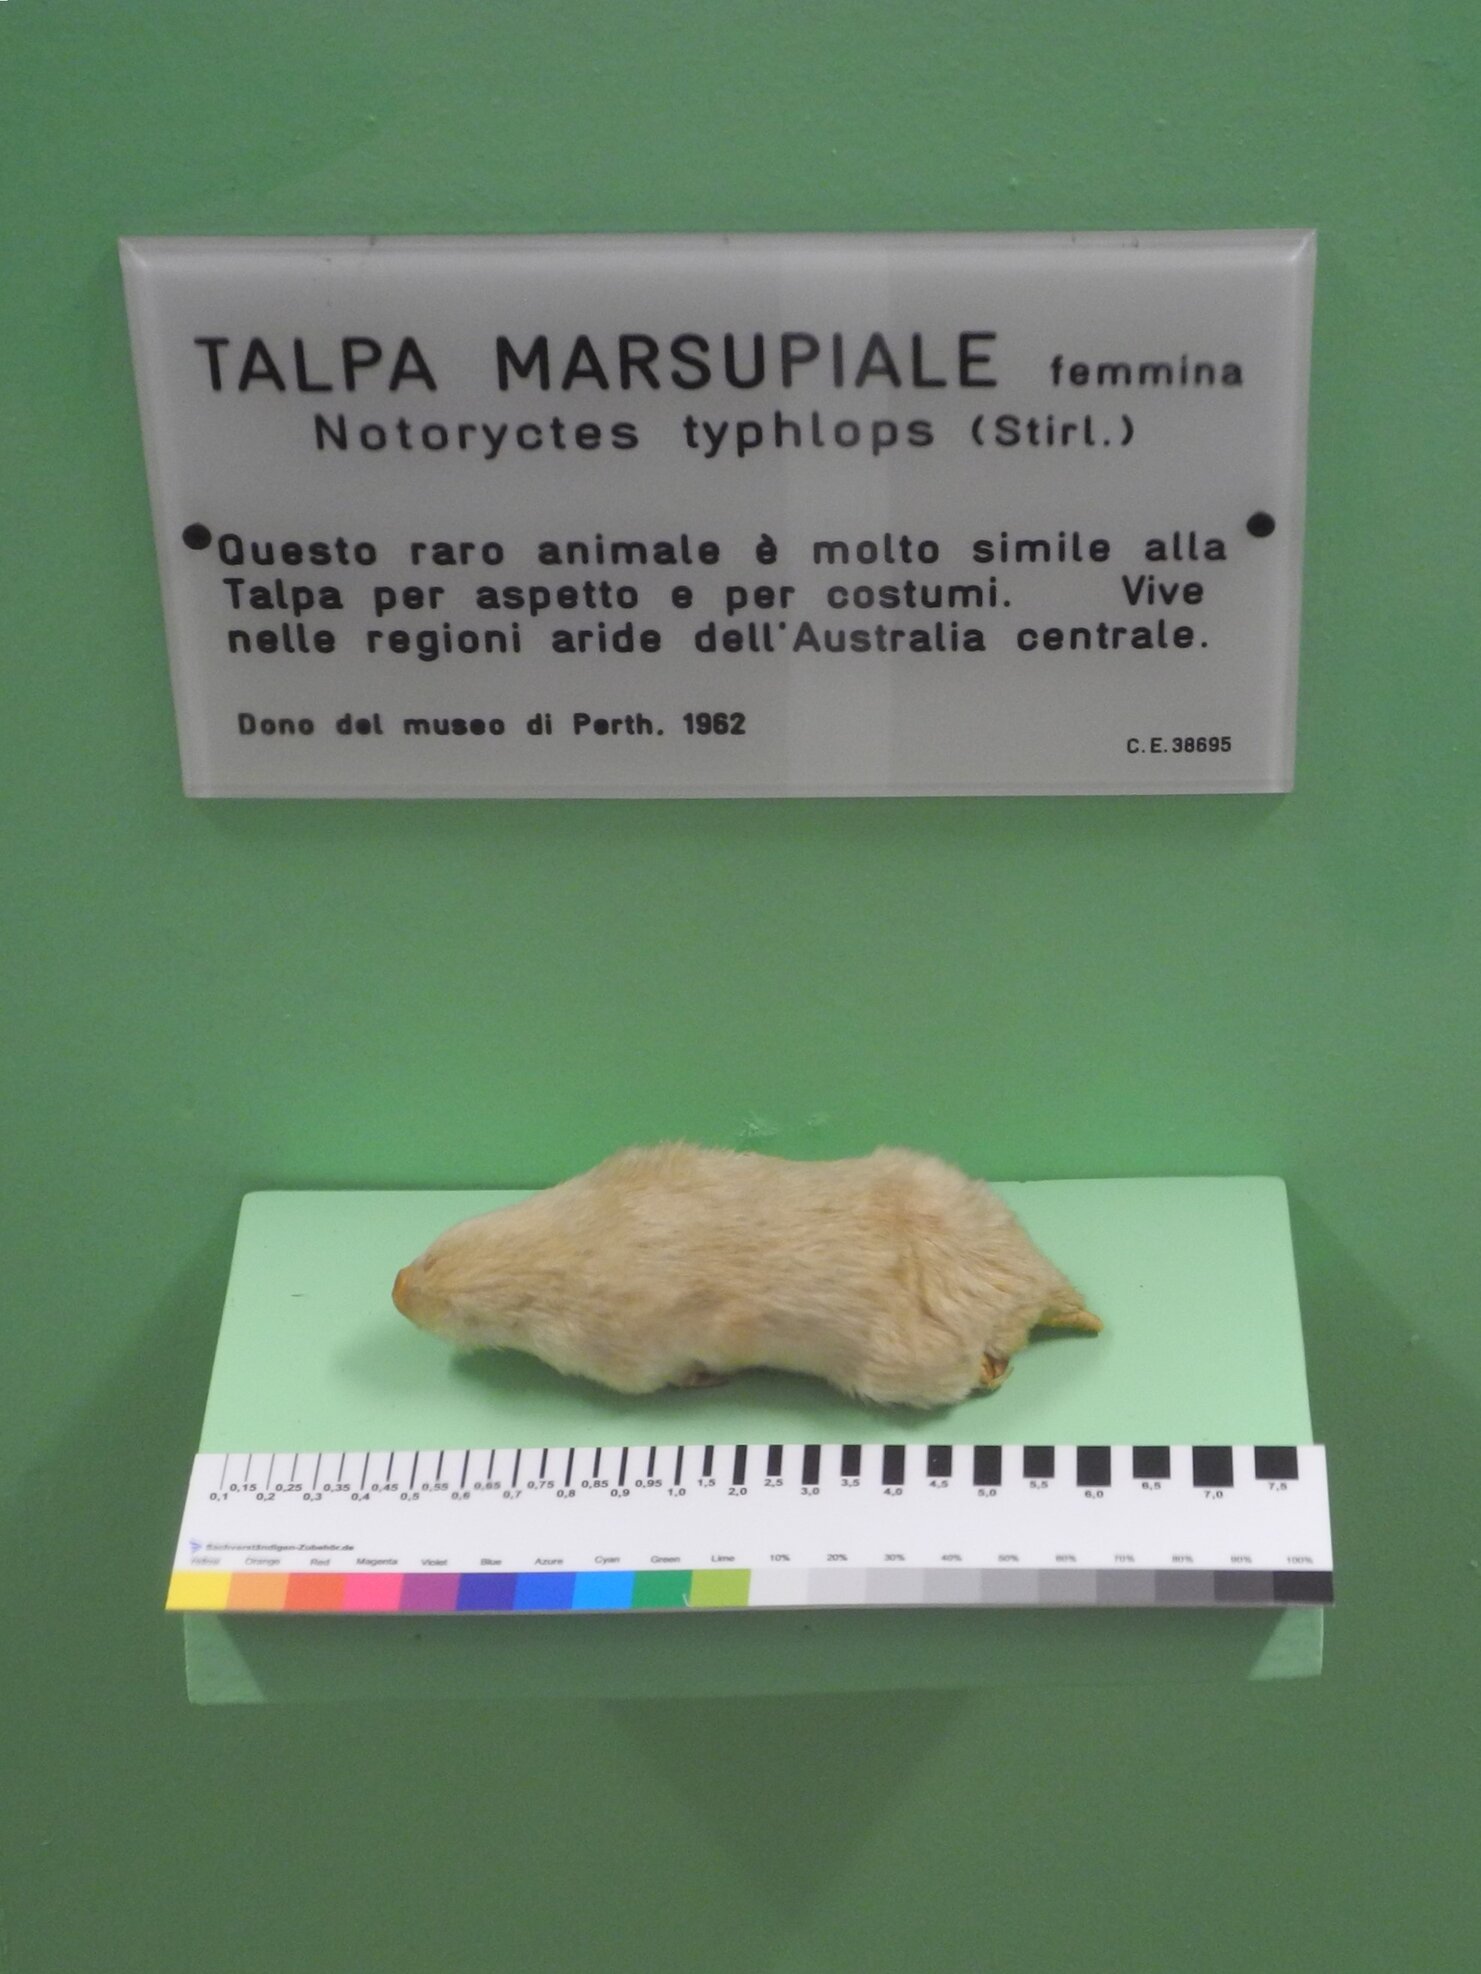 TALPA MARSUPIALE femmina
Notoryctes typhlops (Stirl.)
Questo raro animale è molto simile alla
Talpa per aspetto e per costumi. Vive
nelle regioni aride dell'Australia centrale.
Dono del museo di Perth. 1962
C.E.38695
0,15 0,25 0,35 0,45 0,55 0,65 0,75 0,85 0,95 1,5 2,5 3,5 4,5 5,5 6,5 7,5
0,1 0,2 0,3 0,4 0,5 0,6 0,7 0,8 0,9 1,0 2,0 3,0 4,0 5,0 6,0 7,0
Sachverständigen-Zubehör.de
Orange Red Magenta Violet Blue Azure Cyan Green Lime 10% 20% 30% 40% 50% 60% 70% 80% 90% 100%